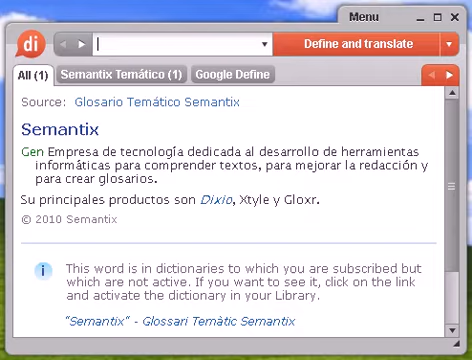 Menu
di
Define and translate
All (1)
Semantix Temático (1)
Google Define
Source: Glosario Temático Semantix
Semantix
Gen Empresa de tecnología dedicada al desarrollo de herramientas
informáticas para comprender textos, para mejorar la redacción y
para crear glosarios.
Su principales productos son Dixio, Xtyle y Gloxr.
© 2010 Semantix
i
This word is in dictionaries to which you are subscribed but
which are not active. If you want to see it, click on the link
and activate the dictionary in your Library.
"Semantix" - Glossari Temàtic Semantix